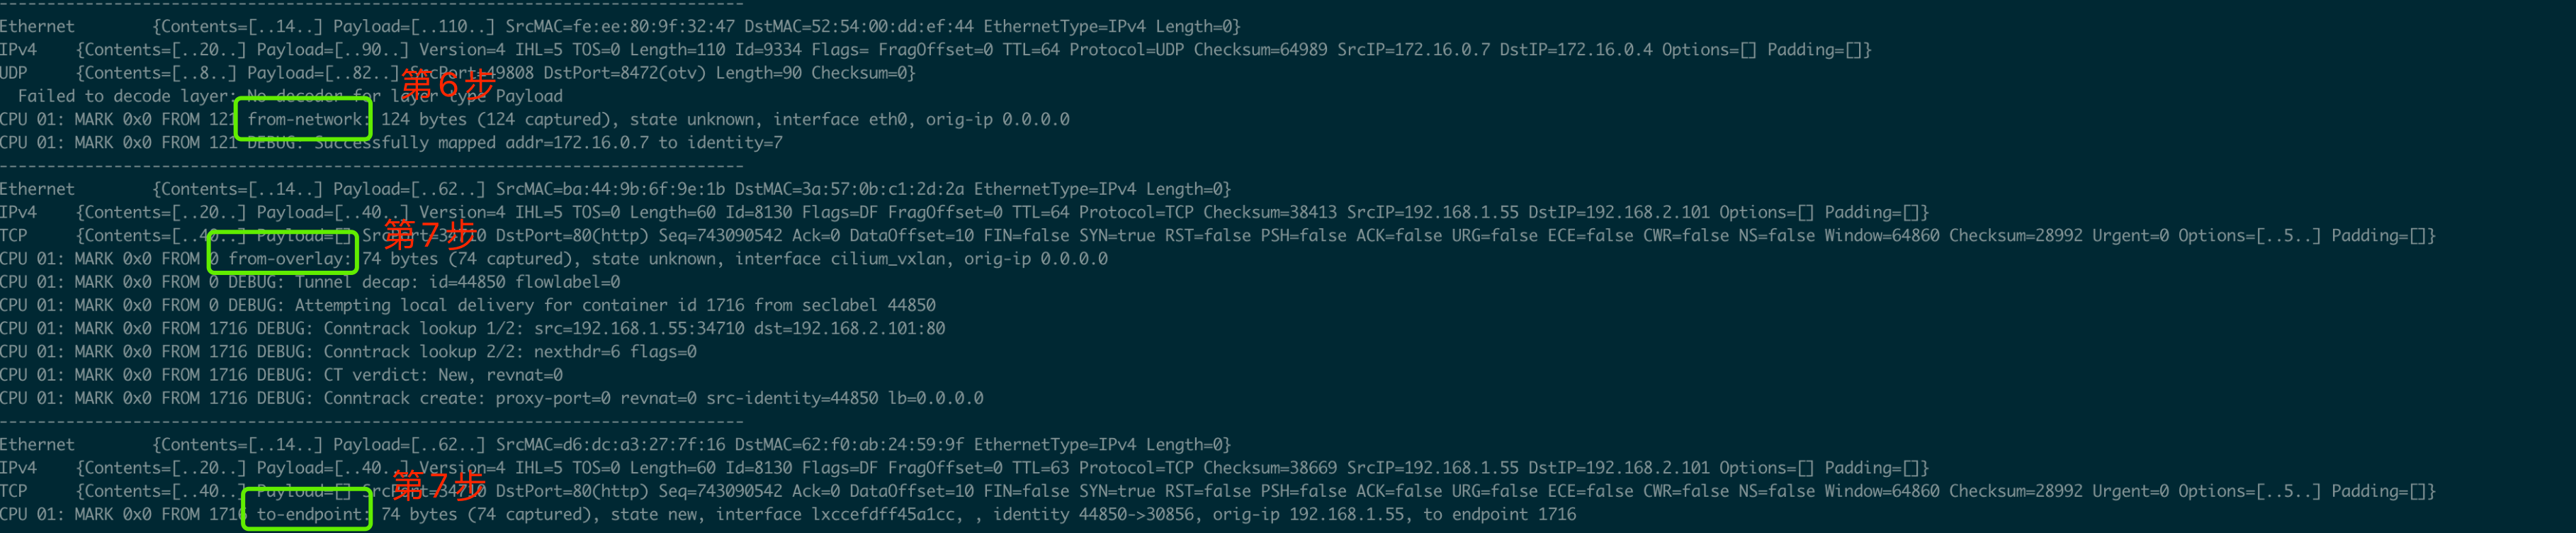 ------------------------------------------------------------------------------
Ethernet {Contents=[..14..] Payload=[..110..] SrcMAC=fe:ee:80:9f:32:47 DstMAC=52:54:00:dd:ef:44 EthernetType=IPv4 Length=0}
IPv4 {Contents=[..20..] Payload=[..90..] Version=4 IHL=5 TOS=0 Length=110 Id=9334 Flags= FragOffset=0 TTL=64 Protocol=UDP Checksum=64989 SrcIP=172.16.0.7 DstIP=172.16.0.4 Options=[] Padding=[]}
UDP {Contents=[..8..] Payload=[..82..] SrcPort=49808 DstPort=8472(otv) Length=90 Checksum=0}
第6步
Failed to decode layer: No decoder for layer type Payload
CPU 01: MARK 0x0 FROM 121 from-network: 124 bytes (124 captured), state unknown, interface eth0, orig-ip 0.0.0.0
CPU 01: MARK 0x0 FROM 121 DEBUG: Successfully mapped addr=172.16.0.7 to identity=7
------------------------------------------------------------------------------
Ethernet {Contents=[..14..] Payload=[..62..] SrcMAC=ba:44:9b:6f:9e:1b DstMAC=3a:57:0b:c1:2d:2a EthernetType=IPv4 Length=0}
IPv4 {Contents=[..20..] Payload=[..40..] Version=4 IHL=5 TOS=0 Length=60 Id=8130 Flags=DF FragOffset=0 TTL=64 Protocol=TCP Checksum=38413 SrcIP=192.168.1.55 DstIP=192.168.2.101 Options=[] Padding=[]}
TCP {Contents=[..40..] Payload=[] SrcPort=34710 DstPort=80(http) Seq=743090542 Ack=0 DataOffset=10 FIN=false SYN=true RST=false PSH=false ACK=false URG=false ECE=false CWR=false NS=false Window=64860 Checksum=28992 Urgent=0 Options=[..5..] Padding=[]}
第7步
CPU 01: MARK 0x0 FROM 0 from-overlay: 74 bytes (74 captured), state unknown, interface cilium_vxlan, orig-ip 0.0.0.0
CPU 01: MARK 0x0 FROM 0 DEBUG: Tunnel decap: id=44850 flowlabel=0
CPU 01: MARK 0x0 FROM 0 DEBUG: Attempting local delivery for container id 1716 from seclabel 44850
CPU 01: MARK 0x0 FROM 1716 DEBUG: Conntrack lookup 1/2: src=192.168.1.55:34710 dst=192.168.2.101:80
CPU 01: MARK 0x0 FROM 1716 DEBUG: Conntrack lookup 2/2: nexthdr=6 flags=0
CPU 01: MARK 0x0 FROM 1716 DEBUG: CT verdict: New, revnat=0
CPU 01: MARK 0x0 FROM 1716 DEBUG: Conntrack create: proxy-port=0 revnat=0 src-identity=44850 lb=0.0.0.0
------------------------------------------------------------------------------
Ethernet {Contents=[..14..] Payload=[..62..] SrcMAC=d6:dc:a3:27:7f:16 DstMAC=62:f0:ab:24:59:9f EthernetType=IPv4 Length=0}
IPv4 {Contents=[..20..] Payload=[..40..] Version=4 IHL=5 TOS=0 Length=60 Id=8130 Flags=DF FragOffset=0 TTL=63 Protocol=TCP Checksum=38669 SrcIP=192.168.1.55 DstIP=192.168.2.101 Options=[] Padding=[]}
TCP {Contents=[..40..] Payload=[] SrcPort=34710 DstPort=80(http) Seq=743090542 Ack=0 DataOffset=10 FIN=false SYN=true RST=false PSH=false ACK=false URG=false ECE=false CWR=false NS=false Window=64860 Checksum=28992 Urgent=0 Options=[..5..] Padding=[]}
第7步
CPU 01: MARK 0x0 FROM 1716 to-endpoint: 74 bytes (74 captured), state new, interface lxccefdff45a1cc, , identity 44850->30856, orig-ip 192.168.1.55, to endpoint 1716